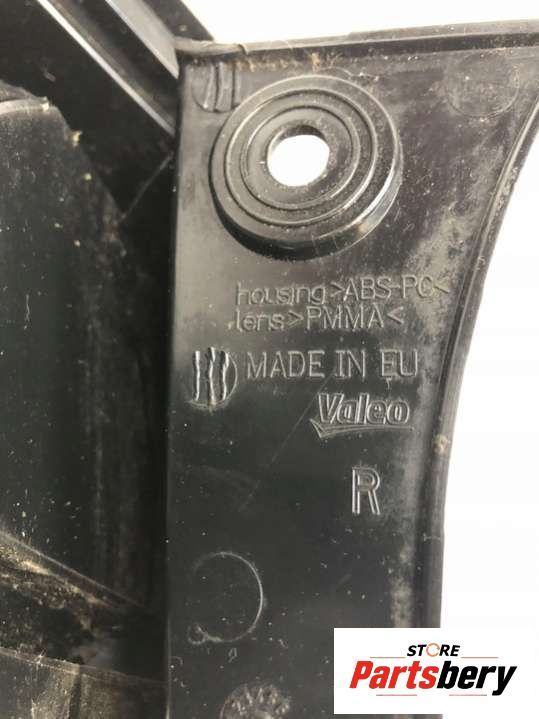 housing>ABS-PC<
lens>PMMA<
MADE IN EU
Valeo
R
STORE
Partsbery